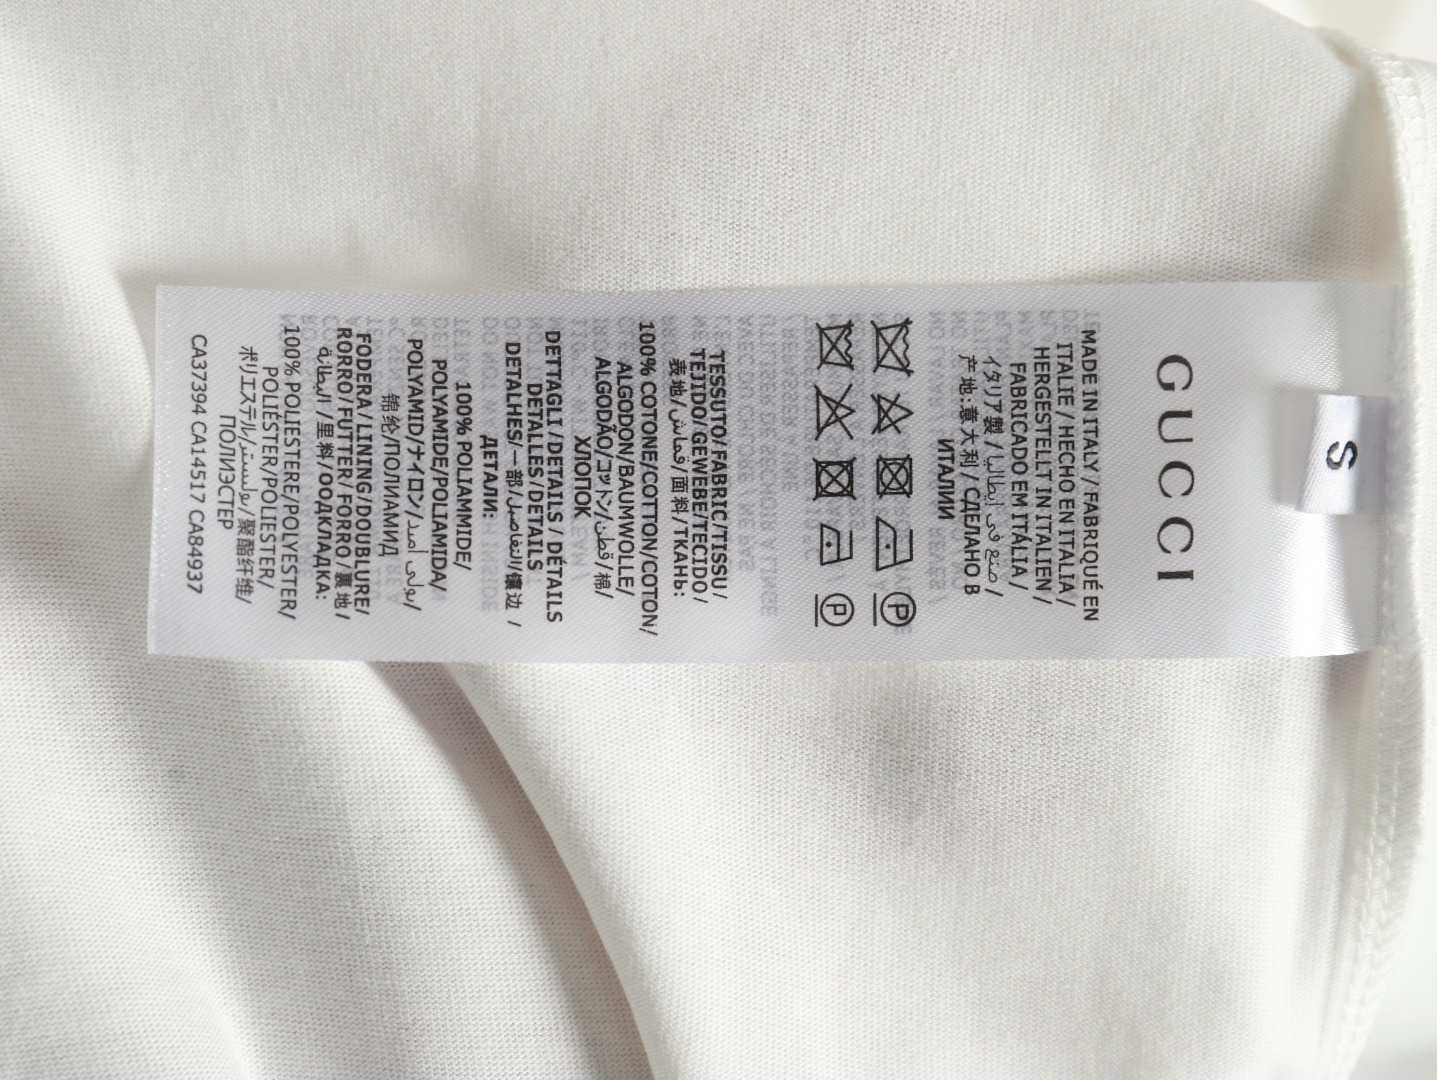 S
GUCCI
MADE IN ITALY / FABRIQUÉ EN
ITALIE / HECHO EN ITALIA /
HERGESTELLT IN ITALIEN /
FABRICADO EM ITÁLIA /
イタリア製 / صنع في إيطاليا /
产地:意大利 / СДЕЛАНО В
ИТАЛИИ
P
P
TESSUTO/FABRIC/TISSU/
TEJIDO/GEWEBE/TECIDO/
表地/قماش/面料/ТКАНЬ:
100% COTONE/COTTON/COTON/
ALGODON/BAUMWOLLE/
ALGODÃO/コットン/قطن/棉/
ХЛОПОК
DETTAGLI /DETAILS / DÉTAILS
DETALLES / DETAILS
DETALHES/一部/التفاصيل/镶边 /
ДЕТАЛИ:
100% POLIAMMIDE/
POLYAMIDE/POLIAMIDA/
POLYAMID/ナイロン/بولي أميد/
锦纶/ПОЛИАМИД
FODERA/ LINING/DOUBLURE/
FORRO/FUTTER/ FORRO / 裏地 /
البطانة /里料/ООДКЛАДКА:
100% POLIESTERE/POLYESTER/
POLIÉSTER/POLIESTER/
ポリエステル/بوليستر/聚酯纤维/
ПОЛИЭСТЕР
CA37394 CA14517 CA84937